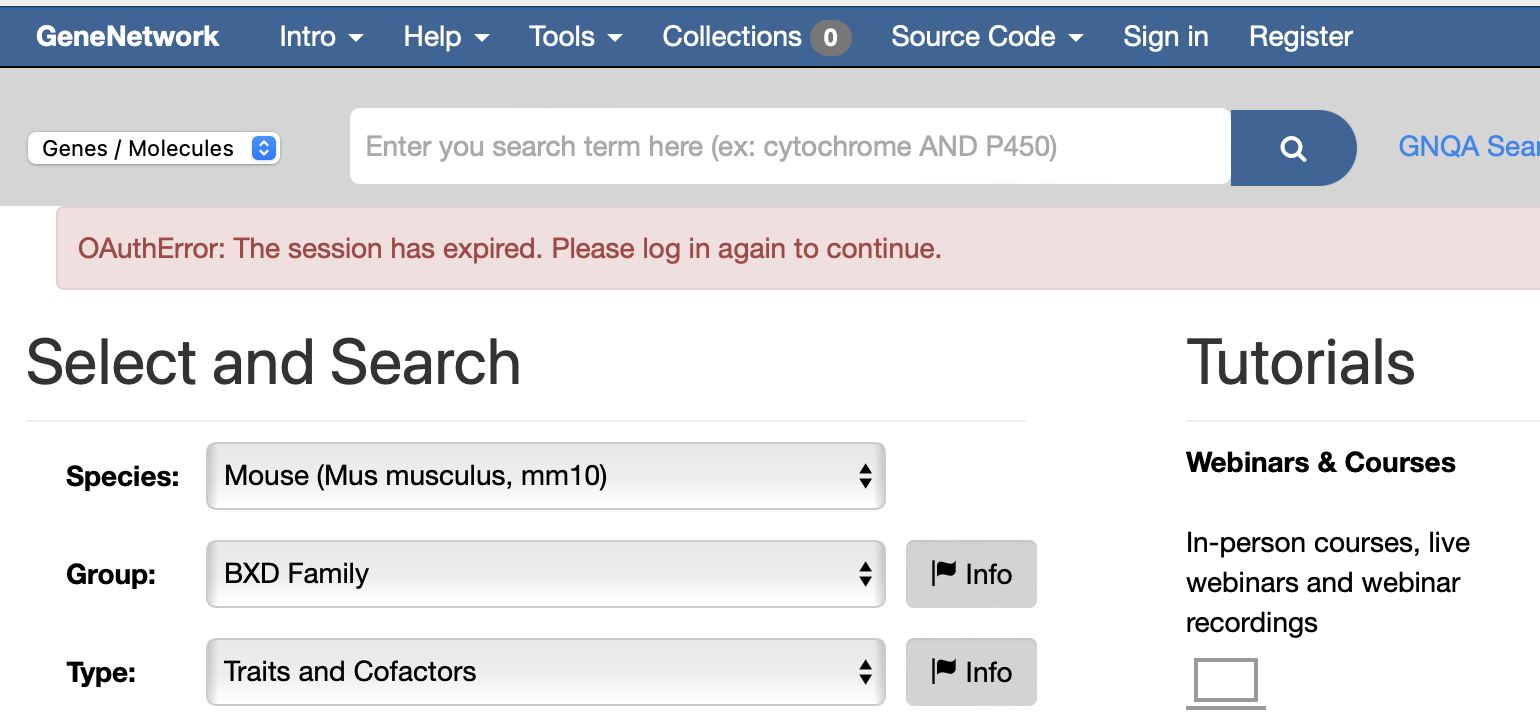 GeneNetwork Intro Help Tools Collections 0 Source Code Sign in Register
Genes / Molecules Enter you search term here (ex: cytochrome AND P450) GNQA
OAuthError: The session has expired. Please log in again to continue.
Select and Search
Species: Mouse (Mus musculus, mm10)
Group: BXD Family Info
Type: Traits and Cofactors Info
Tutorials
Webinars & Courses
In-person courses, live
webinars and webinar
recordings